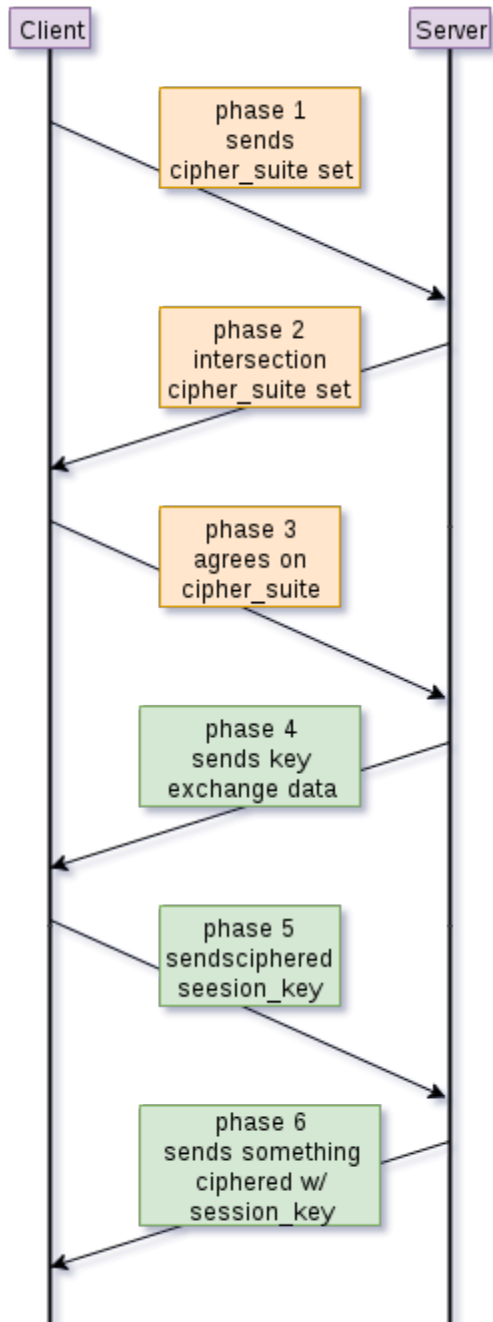 Client
Server
phase 1
sends
cipher_suite set
phase 2
intersection
cipher_suite set
phase 3
agrees on
cipher_suite
phase 4
sends key
exchange data
phase 5
sendsciphered
seesion_key
phase 6
sends something
ciphered w/
session_key